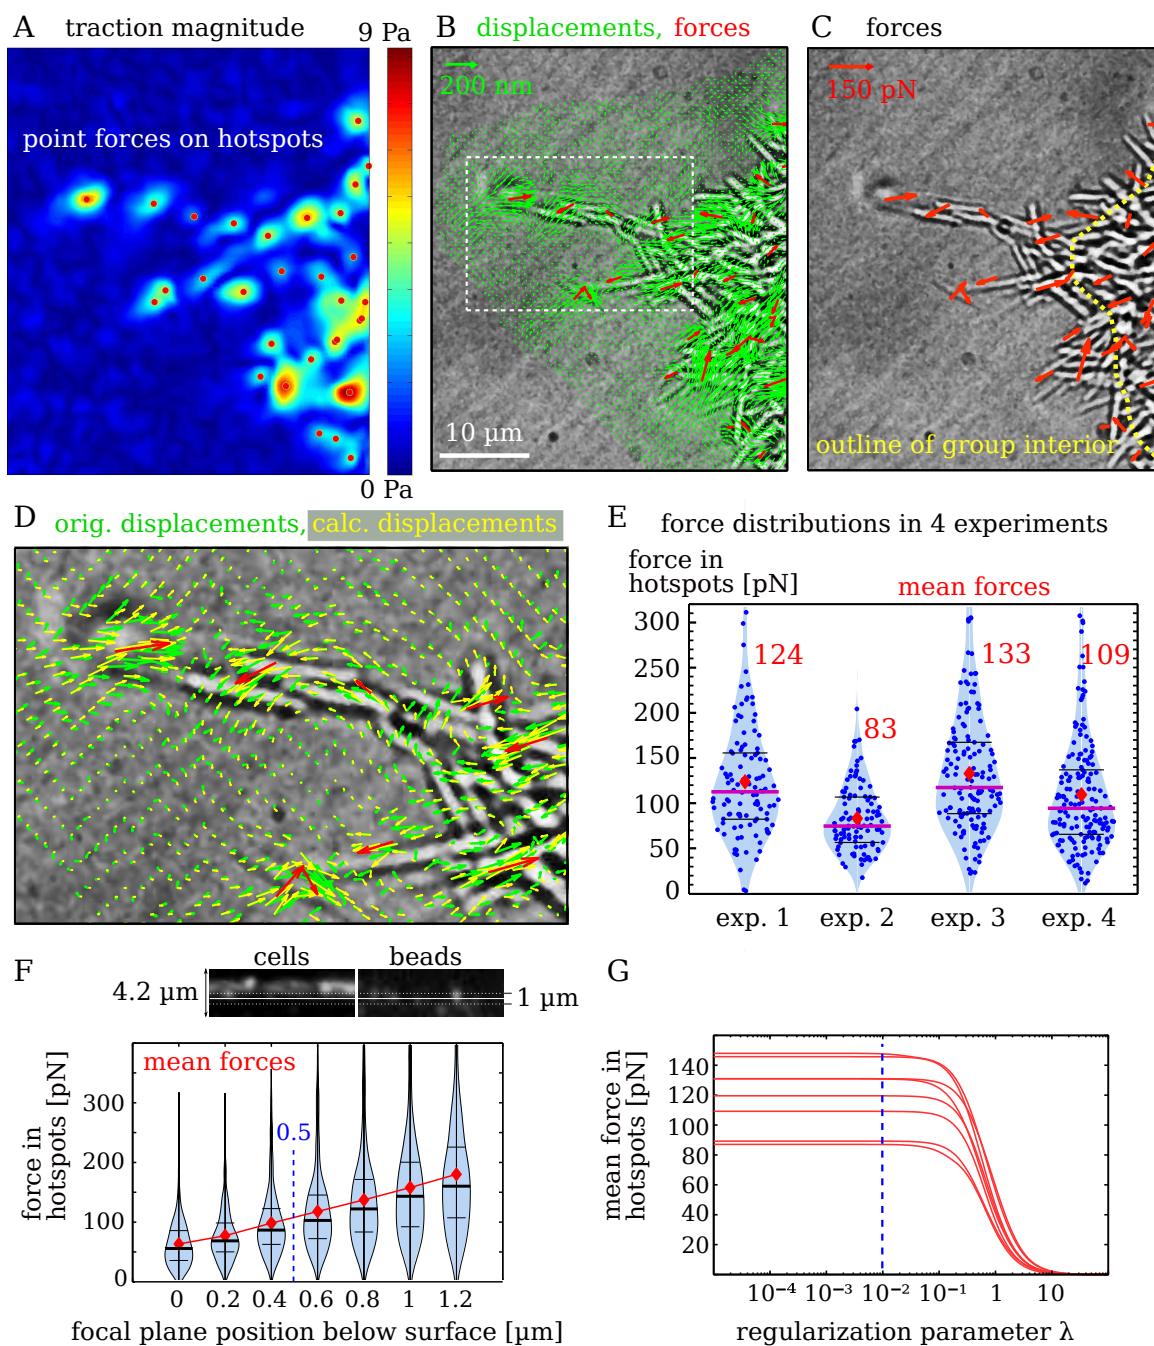 A traction magnitude
9 Pa
point forces on hotspots
0 Pa
B displacements, forces
200 nm
10 µm
C forces
150 pN
outline of group interior
D orig. displacements, calc. displacements
E force distributions in 4 experiments
force in
hotspots [pN]
mean forces
300
250
200
150
100
50
0
124
83
133
109
exp. 1 exp. 2 exp. 3 exp. 4
F
cells beads
4.2 µm
1 µm
mean forces
force in
hotspots [pN]
300
200
100
0
0.5
0 0.2 0.4 0.6 0.8 1 1.2
focal plane position below surface [µm]
G
mean force in
hotspots [pN]
140
120
100
80
60
40
20
10⁻⁴ 10⁻³ 10⁻² 10⁻¹ 1 10
regularization parameter λ